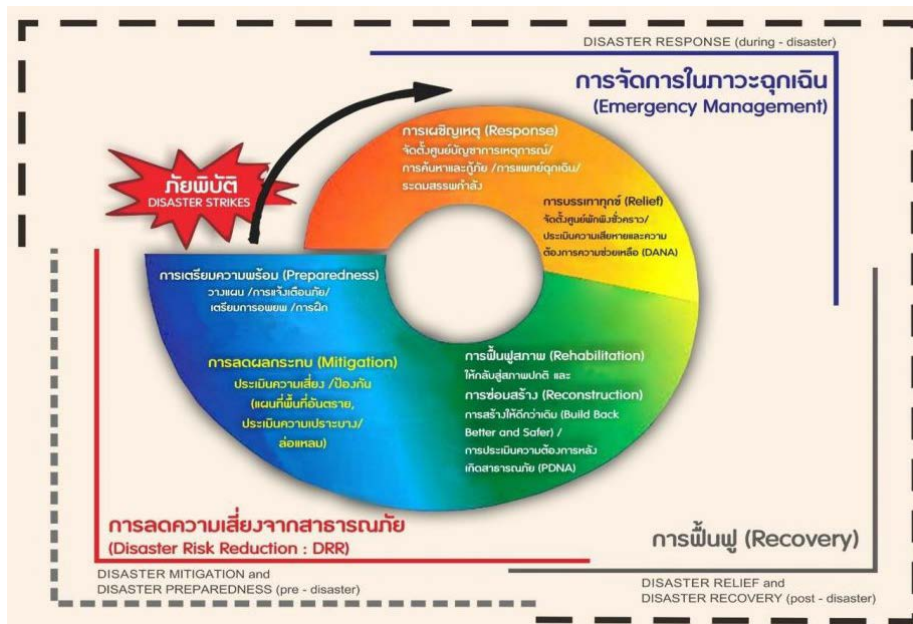 DISASTER RESPONSE (during - disaster)
การจัดการในภาวะฉุกเฉิน
(Emergency Management)
ภัยพิบัติ
DISASTER STRIKES
การเผชิญเหตุ (Response)
จัดตั้งศูนย์บัญชาการเหตุการณ์/
การค้นหาและกู้ภัย /การแพทย์ฉุกเฉิน/
ระดมสรรพกำลัง
การบรรเทาทุกข์ (Relief)
จัดตั้งศูนย์พักพิงชั่วคราว/
ประเมินความเสียหายและความ
ต้องการความช่วยเหลือ (DANA)
การเตรียมความพร้อม (Preparedness)
วางแผน /การแจ้งเตือนภัย/
เตรียมการอพยพ /การฝึก
การลดผลกระทบ (Mitigation)
ประเมินความเสี่ยง /ป้องกัน
(แผนที่พื้นที่อันตราย,
ประเมินความเปราะบาง/
ล่อแหลม)
การฟื้นฟูสภาพ (Rehabilitation)
ให้กลับสู่สภาพปกติ และ
การซ่อมสร้าง (Reconstruction)
การสร้างให้ดีกว่าเดิม (Build Back
Better and Safer) /
การประเมินความต้องการหลัง
เกิดสาธารณภัย (PDNA)
การลดความเสี่ยงจากสาธารณภัย
(Disaster Risk Reduction : DRR)
DISASTER MITIGATION and
DISASTER PREPAREDNESS (pre - disaster)
การฟื้นฟู (Recovery)
DISASTER RELIEF and
DISASTER RECOVERY (post - disaster)